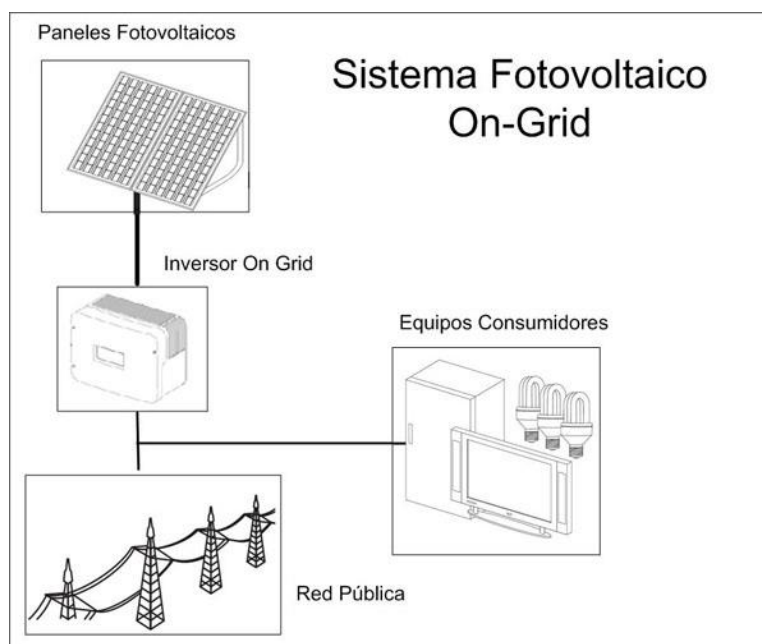 Paneles Fotovoltaicos
Sistema Fotovoltaico
On-Grid
Inversor On Grid
Equipos Consumidores
Red Pública